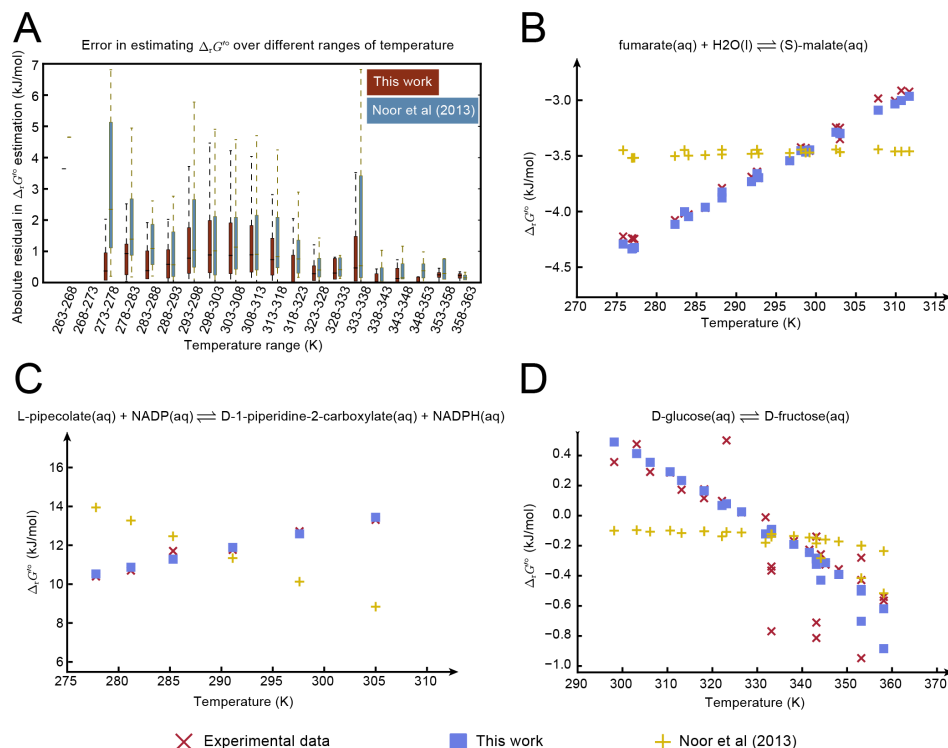 A
Error in estimating ΔrG′° over different ranges of temperature
Absolute residual in ΔrG′° estimation (kJ/mol)
7
6
5
4
3
2
1
0
This work
Noor et al (2013)
263-268
268-273
273-278
278-283
283-288
288-293
293-298
298-303
303-308
308-313
313-318
318-323
323-328
328-333
333-338
338-343
343-348
348-353
353-358
358-363
Temperature range (K)
B
fumarate(aq) + H2O(l) ⇌ (S)-malate(aq)
ΔrG′° (kJ/mol)
−3.0
−3.5
−4.0
−4.5
270 275 280 285 290 295 300 305 310 315
Temperature (K)
C
L-pipecolate(aq) + NADP(aq) ⇌ D-1-piperidine-2-carboxylate(aq) + NADPH(aq)
ΔrG′° (kJ/mol)
16
14
12
10
8
6
275 280 285 290 295 300 305 310
Temperature (K)
D
D-glucose(aq) ⇌ D-fructose(aq)
ΔrG′° (kJ/mol)
0.4
0.2
0.0
−0.2
−0.4
−0.6
−0.8
−1.0
290 300 310 320 330 340 350 360 370
Temperature (K)
Experimental data This work Noor et al (2013)